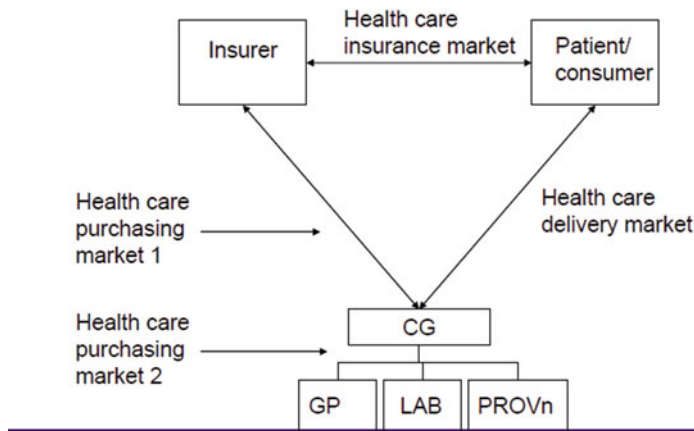 Health care
insurance market
Insurer
Patient/
consumer
Health care
purchasing
market 1
Health care
delivery market
CG
Health care
purchasing
market 2
GP
LAB
PROVn